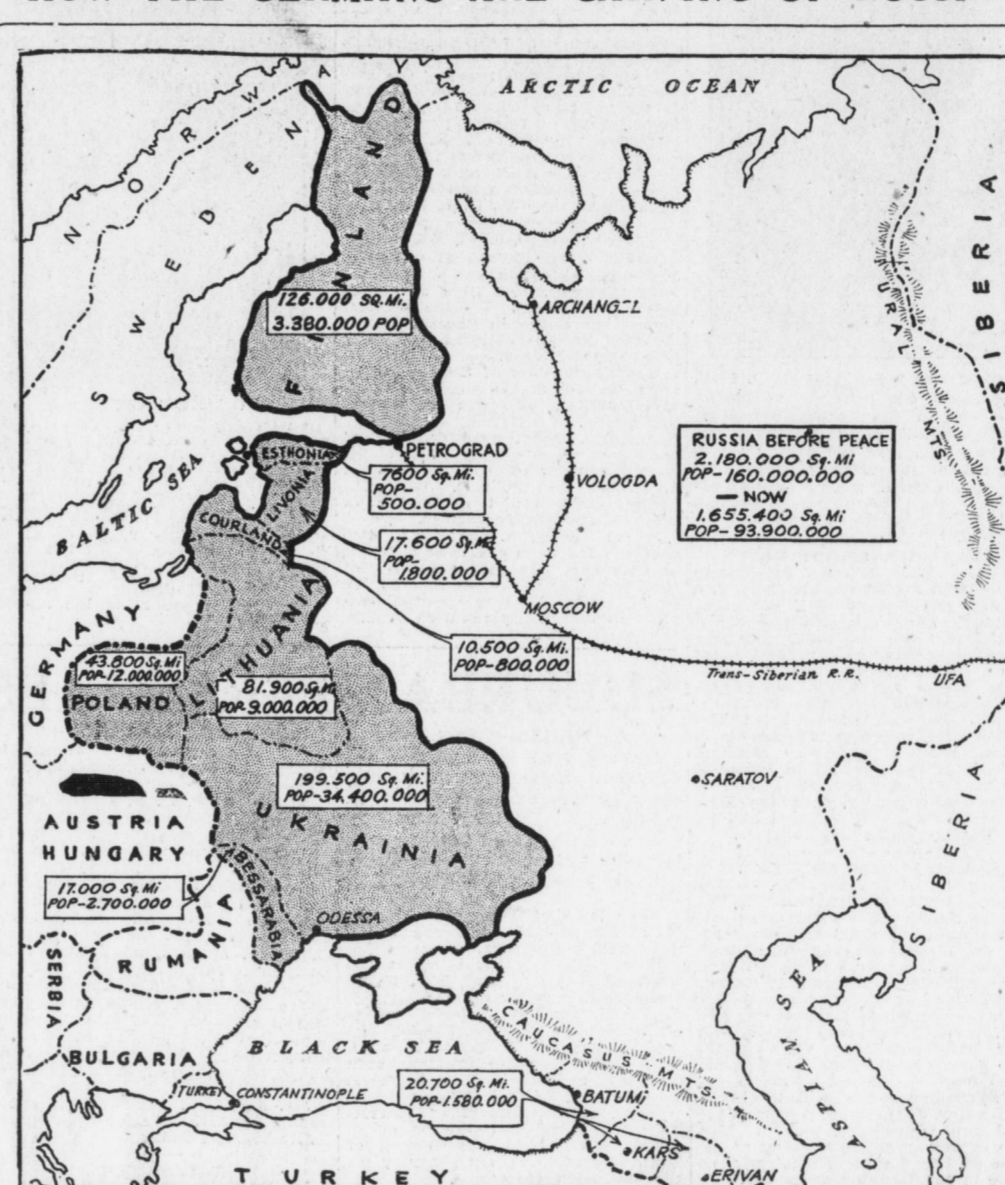 ARCTIC OCEAN
NORWAY
SWEDEN
FINLAND
126.000 SQ. Mi.
3.380.000 POP
ARCHANGEL
URAL MTS.
SIBERIA
PETROGRAD
ESTHONIA
7600 Sq. Mi.
POP-
500.000
LIVONIA
VOLOGDA
RUSSIA BEFORE PEACE
2.180.000 Sq. Mi
POP-160.000.000
— NOW
1.655.400 Sq. Mi
POP- 93.900.000
BALTIC SEA
COURLAND
17.600 Sq. Mi
POP-
1.800.000
MOSCOW
10.500 Sq. Mi.
POP-800.000
GERMANY
43.800 Sq. Mi
POP-12.000.000
LITHUANIA
POLAND
81.900 Sq. M
POP-9.000.000
Trans-Siberian R.R.
UFA
199.500 Sq. Mi.
POP-34.400.000
SARATOV
UKRAINIA
AUSTRIA
HUNGARY
17.000 Sq. Mi
POP-2.700.000
BESSARABIA
SIBERIA
ODESSA
RUMANIA
SERBIA
CASPIAN SEA
CAUCASUS MTS.
BULGARIA
BLACK SEA
TURKEY
CONSTANTINOPLE
20.700 Sq. Mi.
POP-1.580.000
BATUM
KARS
ERIVAN
TURKEY